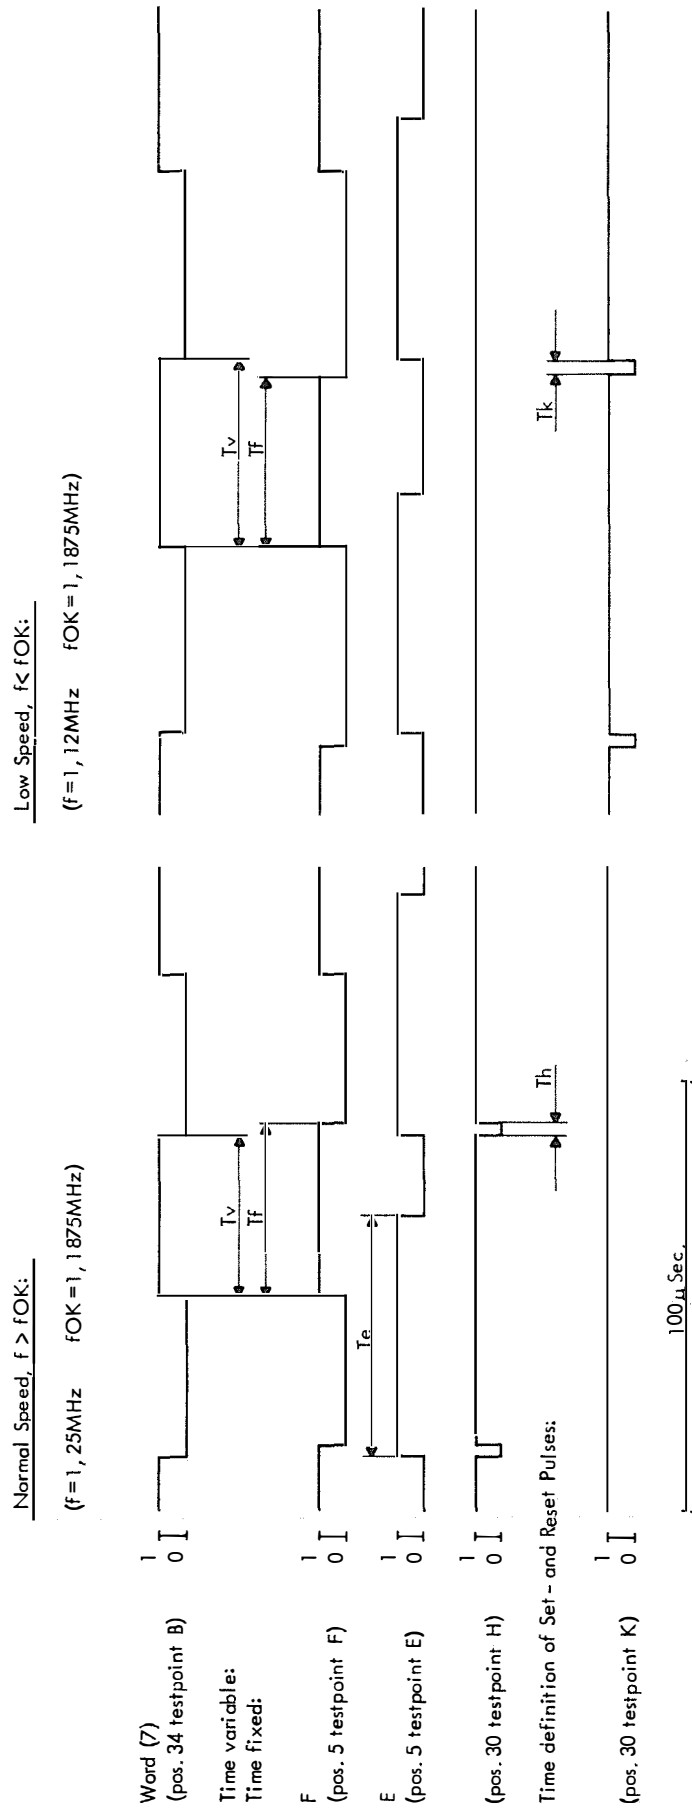 Normal Speed, f > fOK:
(f=1, 25MHz fOK=1, 1875MHz)
Low Speed, f< fOK:
(f=1, 12MHz fOK=1, 1875MHz)
Word (7)
(pos. 34 testpoint B)
1
0
Time variable:
Tv
Tv
Time fixed:
Tf
Tf
F
(pos. 5 testpoint F)
1
0
Te
E
(pos. 5 testpoint E)
1
0
(pos. 30 testpoint H)
1
0
Time definition of Set- and Reset Pulses:
Th
Tk
(pos. 30 testpoint K)
1
0
100µ Sec.